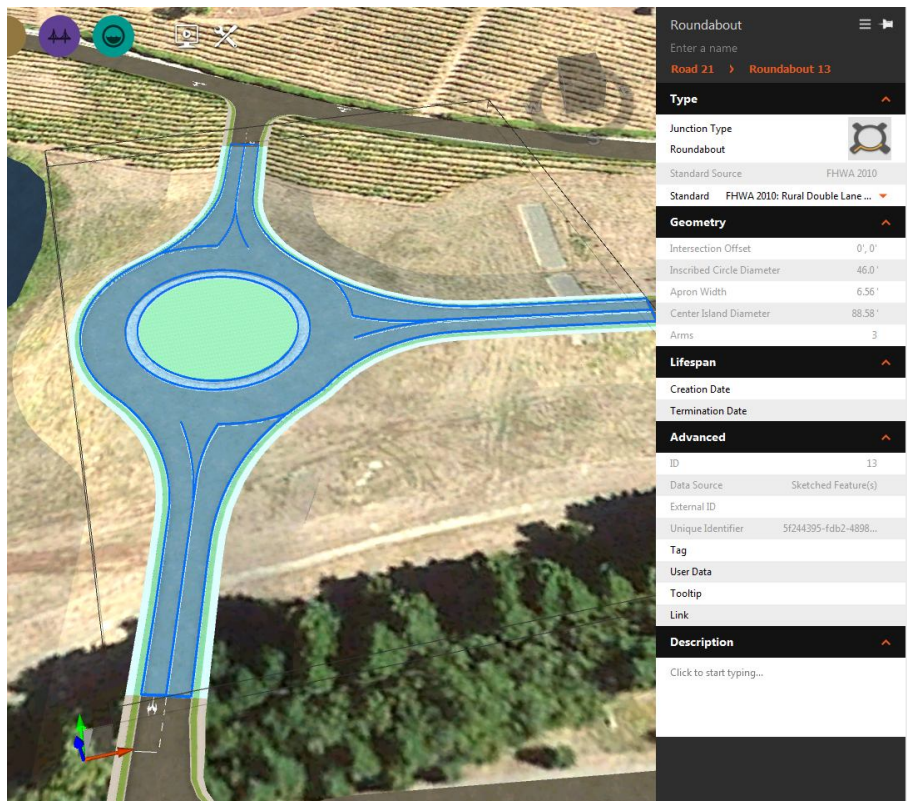 Roundabout
Enter a name
Road 21 > Roundabout 13
Type
Junction Type
Roundabout
Standard Source FHWA 2010
Standard FHWA 2010: Rural Double Lane ...
Geometry
Intersection Offset 0', 0'
Inscribed Circle Diameter 46.0 '
Apron Width 6.56 '
Center Island Diameter 88.58 '
Arms 3
Lifespan
Creation Date
Termination Date
Advanced
ID 13
Data Source Sketched Feature(s)
External ID
Unique Identifier 5f244395-fdb2-4898...
Tag
User Data
Tooltip
Link
Description
Click to start typing...
S